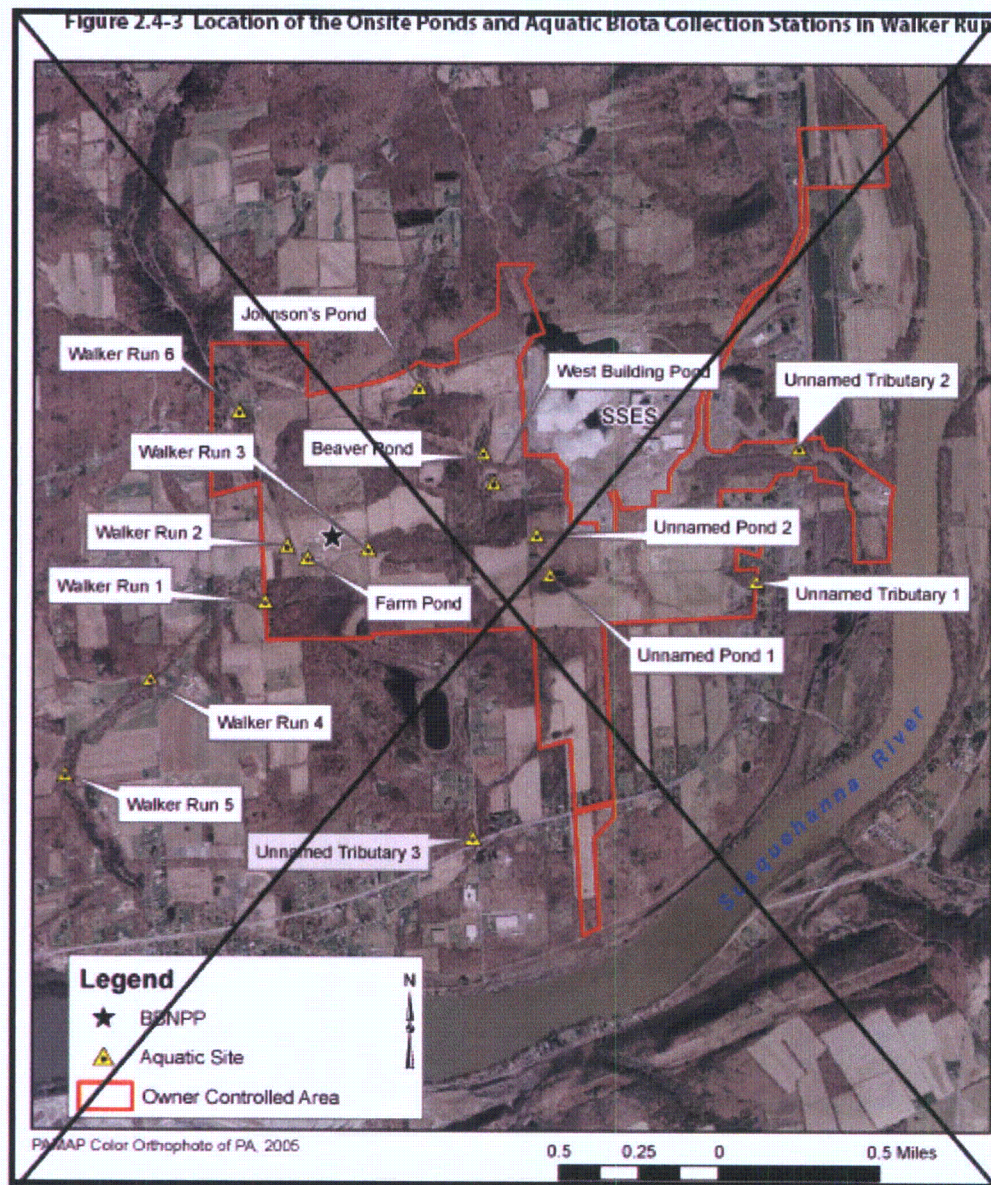 Figure 2.4-3 Location of the Onsite Ponds and Aquatic Biota Collection Stations in Walker Run
Johnson's Pond
Walker Run 6
West Building Pond
Unnamed Tributary 2
SSES
Walker Run 3
Beaver Pond
Walker Run 2
Unnamed Pond 2
Walker Run 1
Farm Pond
Unnamed Tributary 1
Unnamed Pond 1
Walker Run 4
Susquehanna River
Walker Run 5
Unnamed Tributary 3
Legend
N
BBNPP
Aquatic Site
Owner Controlled Area
PAMAP Color Orthophoto of PA, 2005
0.5 0.25 0 0.5 Miles